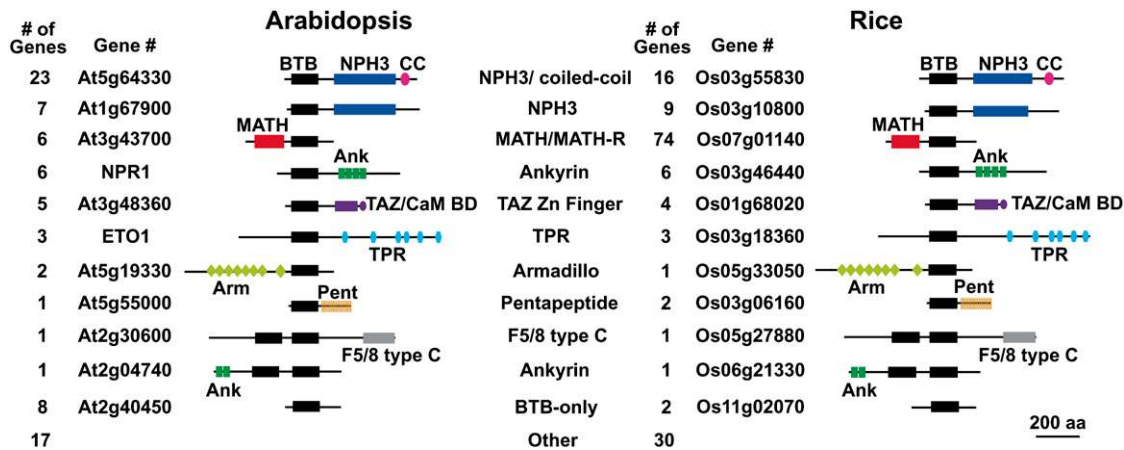 Arabidopsis Rice
# of Genes Gene # # of Genes Gene #
BTB NPH3 CC BTB NPH3 CC
23 At5g64330 NPH3/ coiled-coil 16 Os03g55830
7 At1g67900 NPH3 9 Os03g10800
MATH MATH
6 At3g43700 MATH/MATH-R 74 Os07g01140
Ank Ank
6 NPR1 Ankyrin 6 Os03g46440
5 At3g48360 TAZ/CaM BD TAZ Zn Finger 4 Os01g68020 TAZ/CaM BD
3 ETO1 TPR 3 Os03g18360
TPR TPR
2 At5g19330 Armadillo 1 Os05g33050
Arm Pent Arm Pent
1 At5g55000 Pentapeptide 2 Os03g06160
1 At2g30600 F5/8 type C 1 Os05g27880
F5/8 type C F5/8 type C
1 At2g04740 Ankyrin 1 Os06g21330
Ank Ank
8 At2g40450 BTB-only 2 Os11g02070
17 Other 30
200 aa